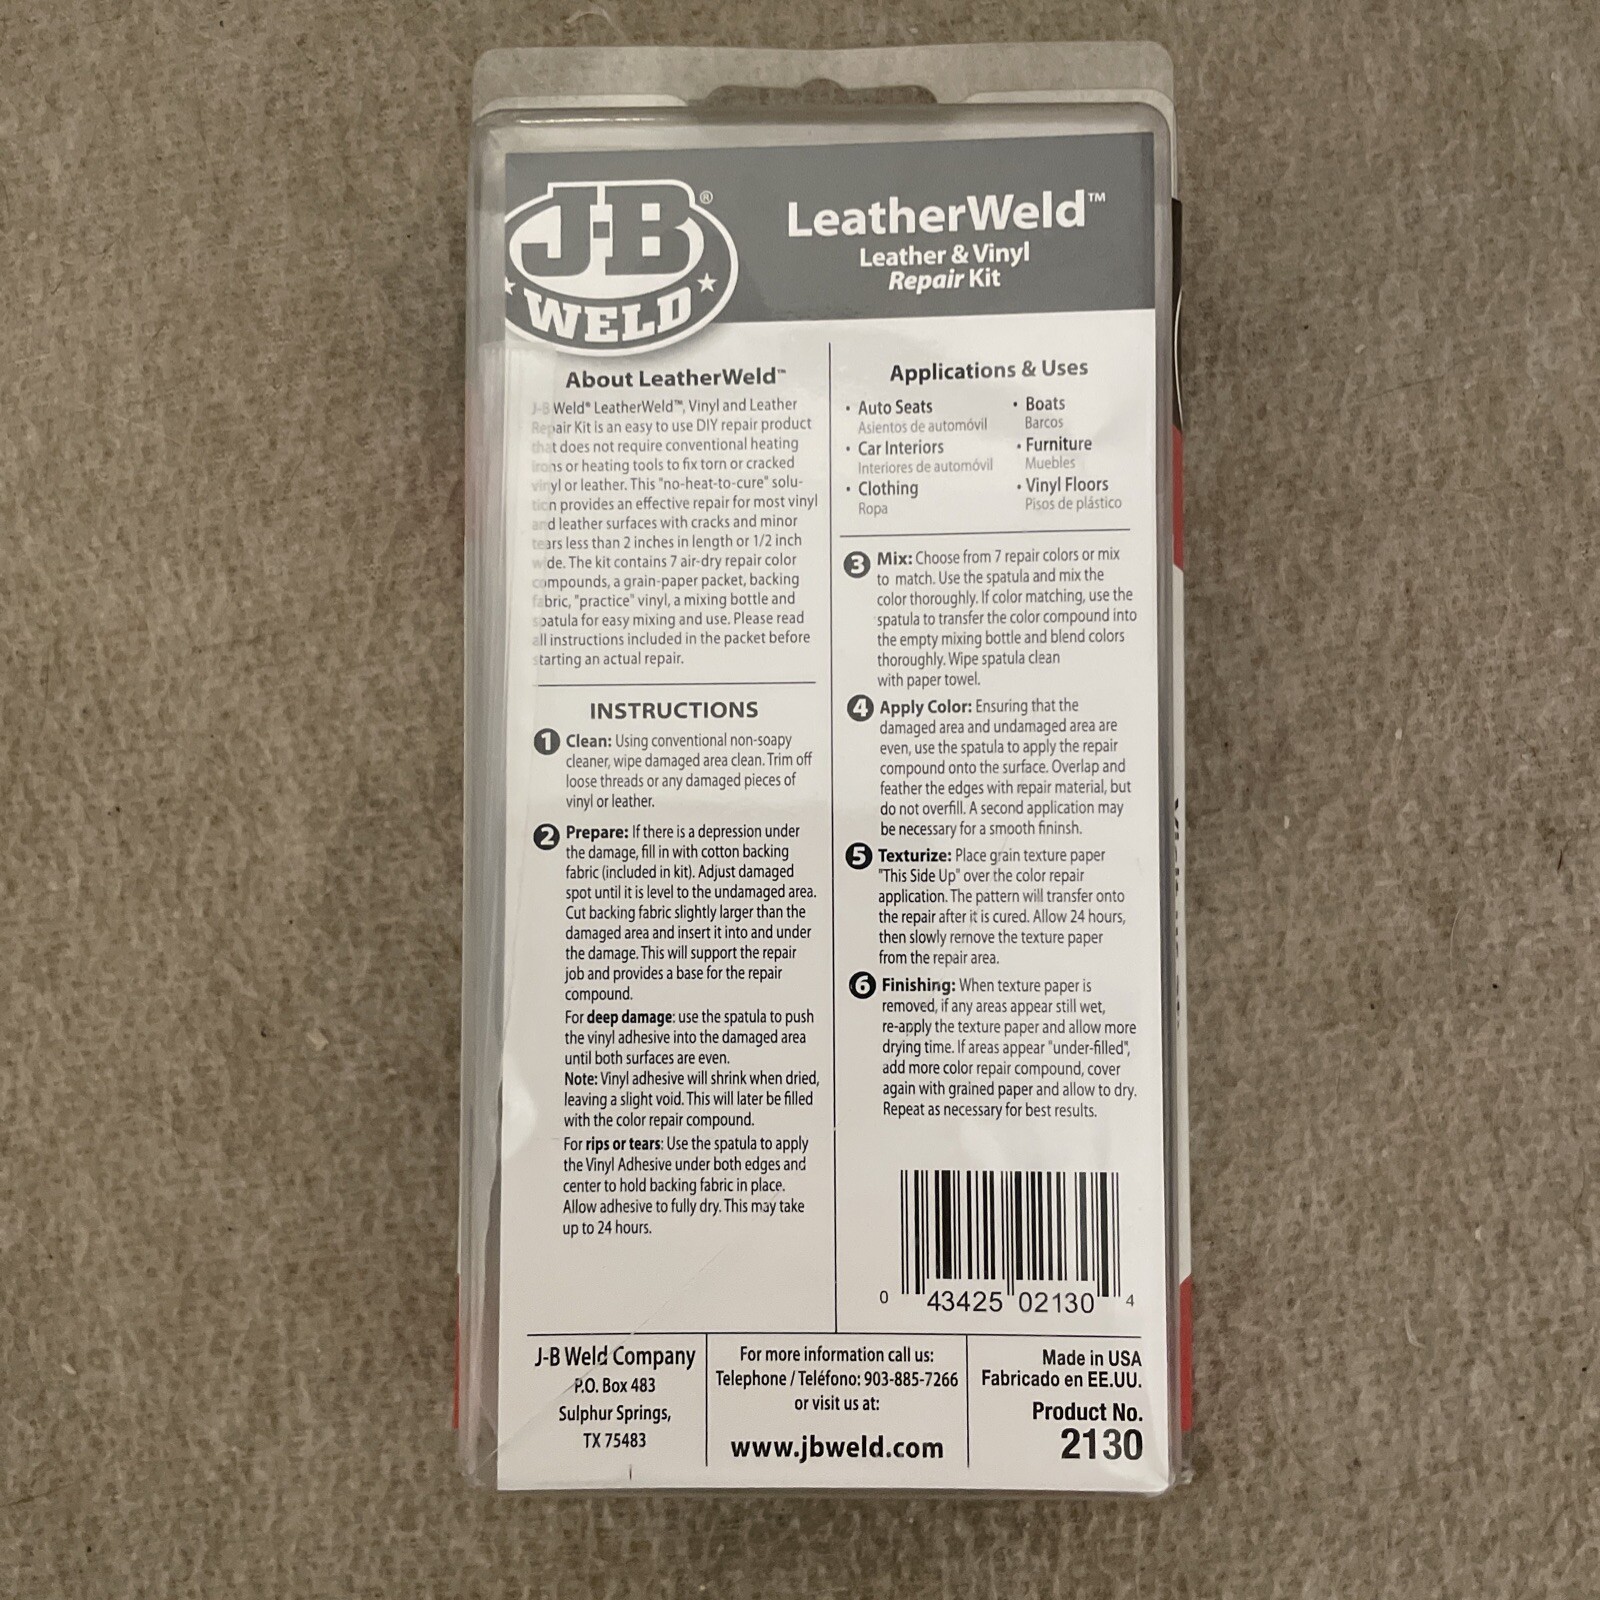 J-B®
WELD
LeatherWeld™
Leather & Vinyl
Repair Kit
About LeatherWeld™
J-B Weld® LeatherWeld™, Vinyl and Leather
Repair Kit is an easy to use DIY repair product
that does not require conventional heating
irons or heating tools to fix torn or cracked
vinyl or leather. This "no-heat-to-cure" solu-
tion provides an effective repair for most vinyl
and leather surfaces with cracks and minor
tears less than 2 inches in length or 1/2 inch
wide. The kit contains 7 air-dry repair color
compounds, a grain-paper packet, backing
fabric, "practice" vinyl, a mixing bottle and
spatula for easy mixing and use. Please read
all instructions included in the packet before
starting an actual repair.
INSTRUCTIONS
1 Clean: Using conventional non-soapy
cleaner, wipe damaged area clean. Trim off
loose threads or any damaged pieces of
vinyl or leather.
2 Prepare: If there is a depression under
the damage, fill in with cotton backing
fabric (included in kit). Adjust damaged
spot until it is level to the undamaged area.
Cut backing fabric slightly larger than the
damaged area and insert it into and under
the damage. This will support the repair
job and provides a base for the repair
compound.
For deep damage: use the spatula to push
the vinyl adhesive into the damaged area
until both surfaces are even.
Note: Vinyl adhesive will shrink when dried,
leaving a slight void. This will later be filled
with the color repair compound.
For rips or tears: Use the spatula to apply
the Vinyl Adhesive under both edges and
center to hold backing fabric in place.
Allow adhesive to fully dry. This may take
up to 24 hours.
Applications & Uses
• Auto Seats
Asientos de automóvil
• Car Interiors
Interiores de automóvil
• Clothing
Ropa
• Boats
Barcos
• Furniture
Muebles
• Vinyl Floors
Pisos de plástico
3 Mix: Choose from 7 repair colors or mix
to match. Use the spatula and mix the
color thoroughly. If color matching, use the
spatula to transfer the color compound into
the empty mixing bottle and blend colors
thoroughly. Wipe spatula clean
with paper towel.
4 Apply Color: Ensuring that the
damaged area and undamaged area are
even, use the spatula to apply the repair
compound onto the surface. Overlap and
feather the edges with repair material, but
do not overfill. A second application may
be necessary for a smooth fininsh.
5 Texturize: Place grain texture paper
"This Side Up" over the color repair
application. The pattern will transfer onto
the repair after it is cured. Allow 24 hours,
then slowly remove the texture paper
from the repair area.
6 Finishing: When texture paper is
removed, if any areas appear still wet,
re-apply the texture paper and allow more
drying time. If areas appear "under-filled",
add more color repair compound, cover
again with grained paper and allow to dry.
Repeat as necessary for best results.
0 43425 02130 4
J-B Weld Company
P.O. Box 483
Sulphur Springs,
TX 75483
For more information call us:
Telephone / Teléfono: 903-885-7266
or visit us at:
www.jbweld.com
Made in USA
Fabricado en EE.UU.
Product No.
2130